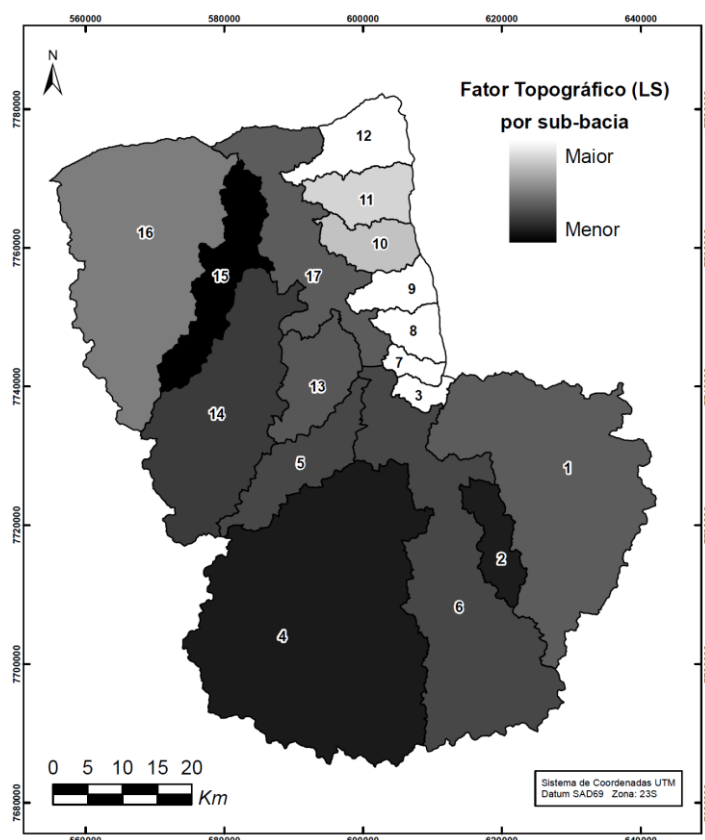 560000 580000 600000 620000 640000
N
Fator Topográfico (LS)
por sub-bacia
Maior
Menor
7780000
7760000
7740000
7720000
7700000
7680000
12
11
16
10
15
17
9
8
7
3
13
14
5
1
2
6
4
0 5 10 15 20
Km
Sistema de Coordenadas UTM
Datum SAD69 Zona: 23S
560000 580000 600000 620000 640000